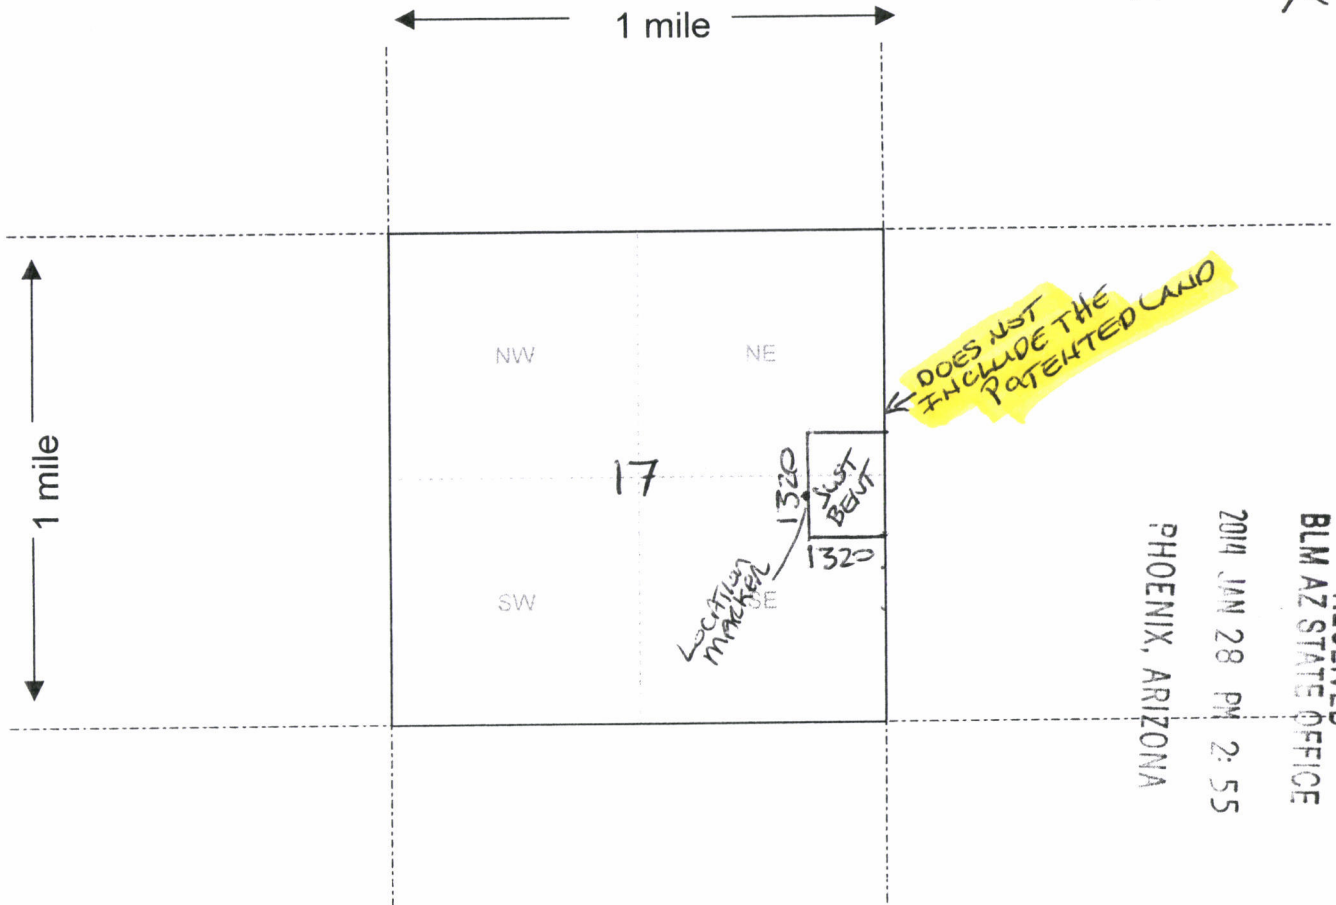 1 mile
1 mile
NW
NE
DOES NOT
INCLUDE THE
PATENTED LAND
17
1320
JUST
BENT
1320
LOCATION
MARKER
SW
SE
RECEIVED
BLM AZ STATE OFFICE
2014 JAN 28 PM 2:55
PHOENIX, ARIZONA